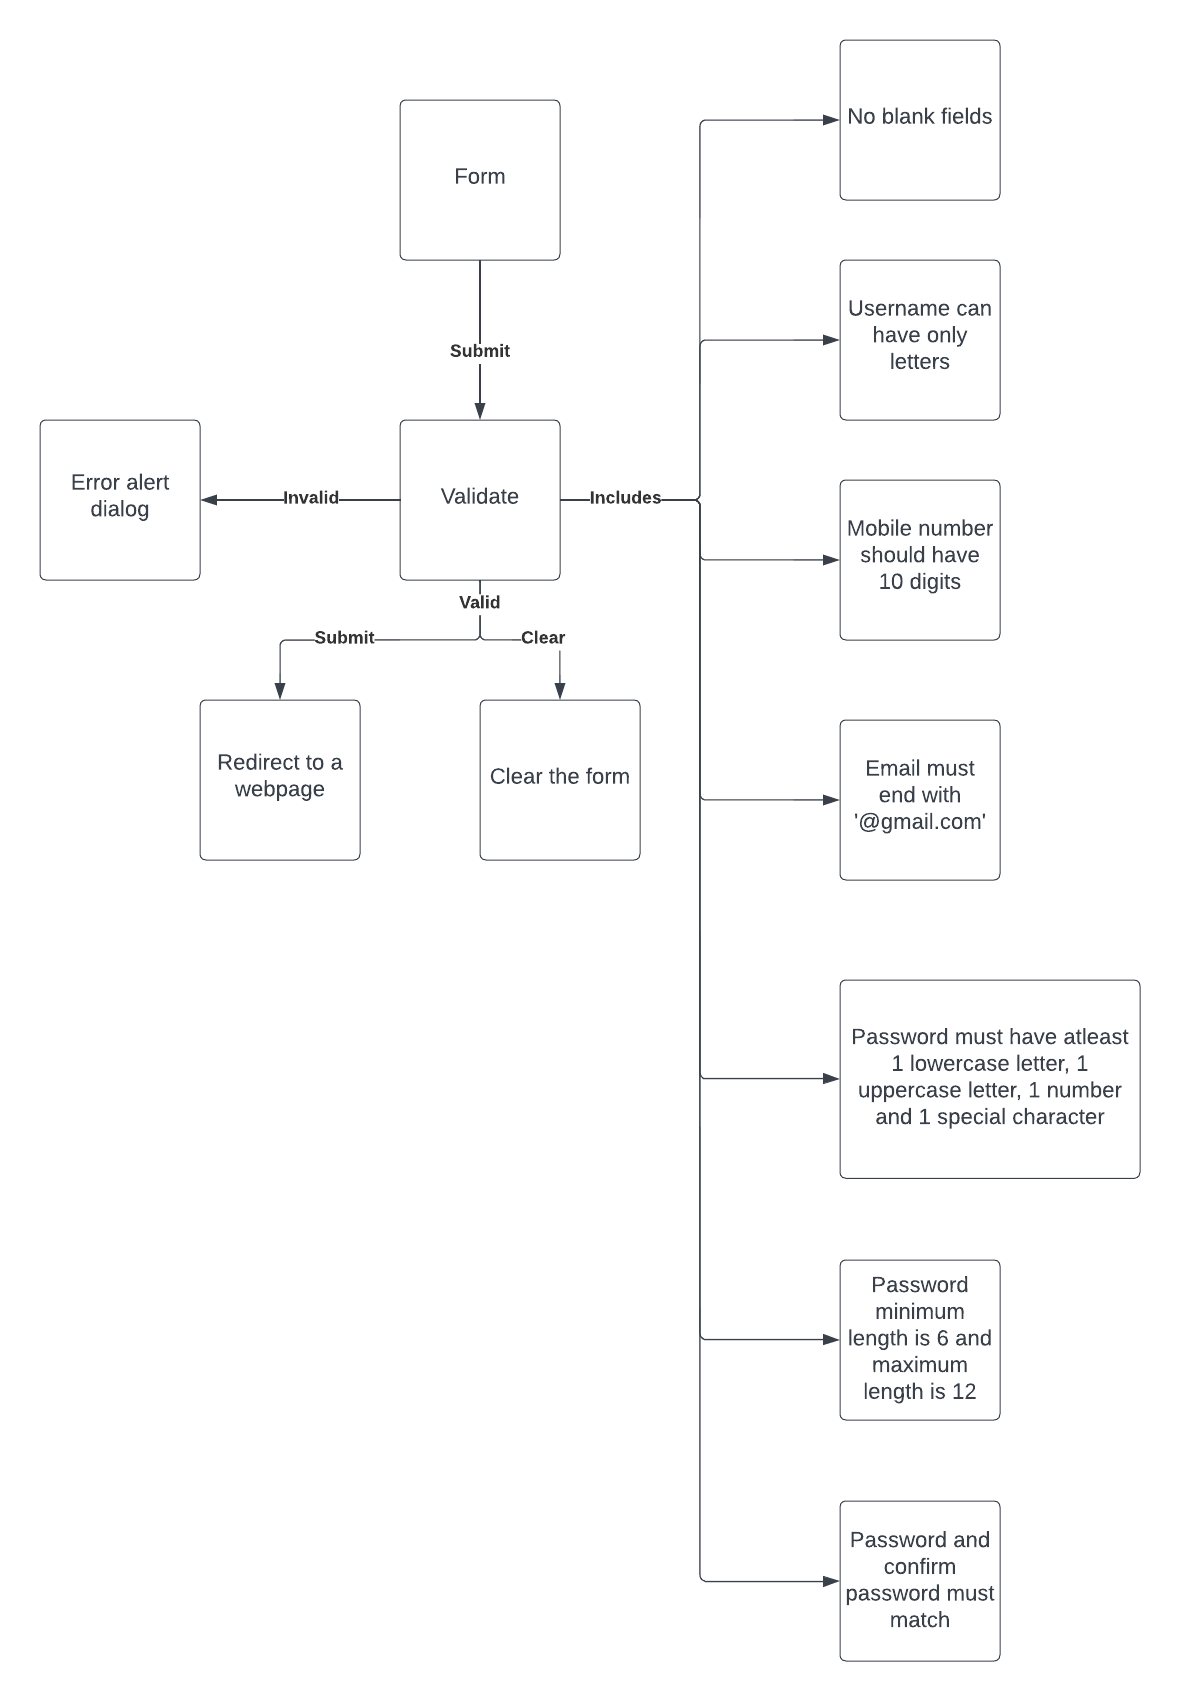 No blank fields
Form
Username can
have only
letters
Submit
Error alert
dialog
Invalid
Validate
Includes
Mobile number
should have
10 digits
Valid
Submit
Clear
Redirect to a
webpage
Clear the form
Email must
end with
'@gmail.com'
Password must have atleast
1 lowercase letter, 1
uppercase letter, 1 number
and 1 special character
Password
minimum
length is 6 and
maximum
length is 12
Password and
confirm
password must
match